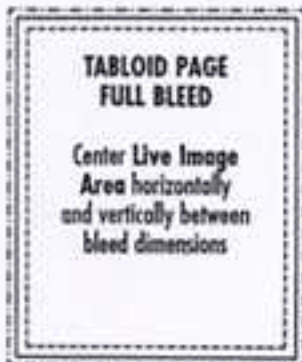 TABLOID PAGE
FULL BLEED
Center Live Image
Area horizontally
and vertically between
bleed dimensions